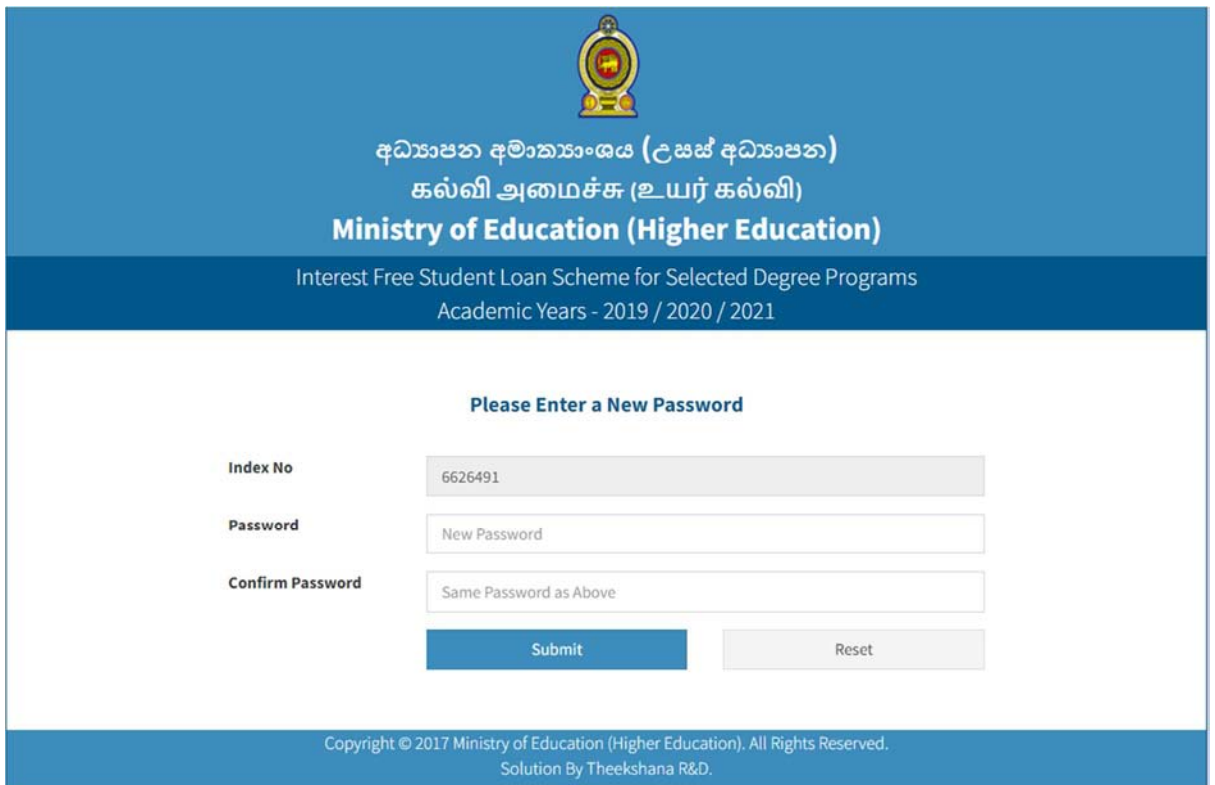 අධ්‍යාපන අමාත්‍යාංශය (උසස් අධ්‍යාපන)
கல்வி அமைச்சு (உயர் கல்வி)
Ministry of Education (Higher Education)
Interest Free Student Loan Scheme for Selected Degree Programs
Academic Years - 2019 / 2020 / 2021
Please Enter a New Password
Index No
6626491
Password
New Password
Confirm Password
Same Password as Above
Submit
Reset
Copyright © 2017 Ministry of Education (Higher Education). All Rights Reserved.
Solution By Theekshana R&D.